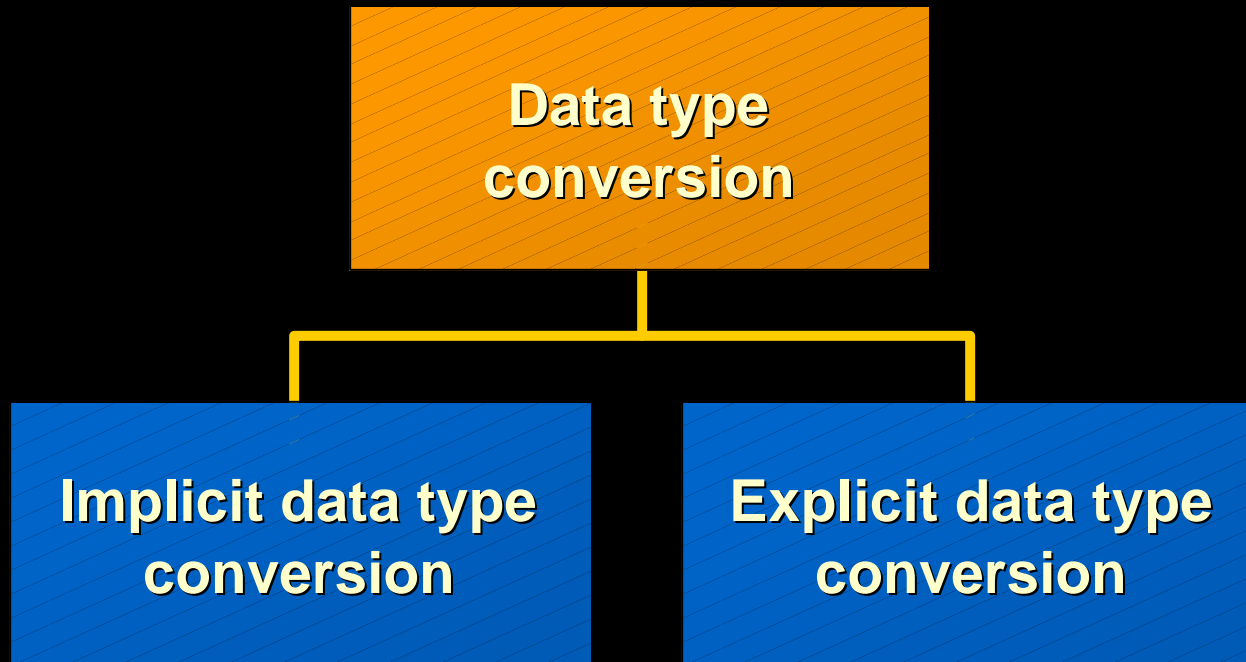 Data type
conversion
Implicit data type
conversion
Explicit data type
conversion